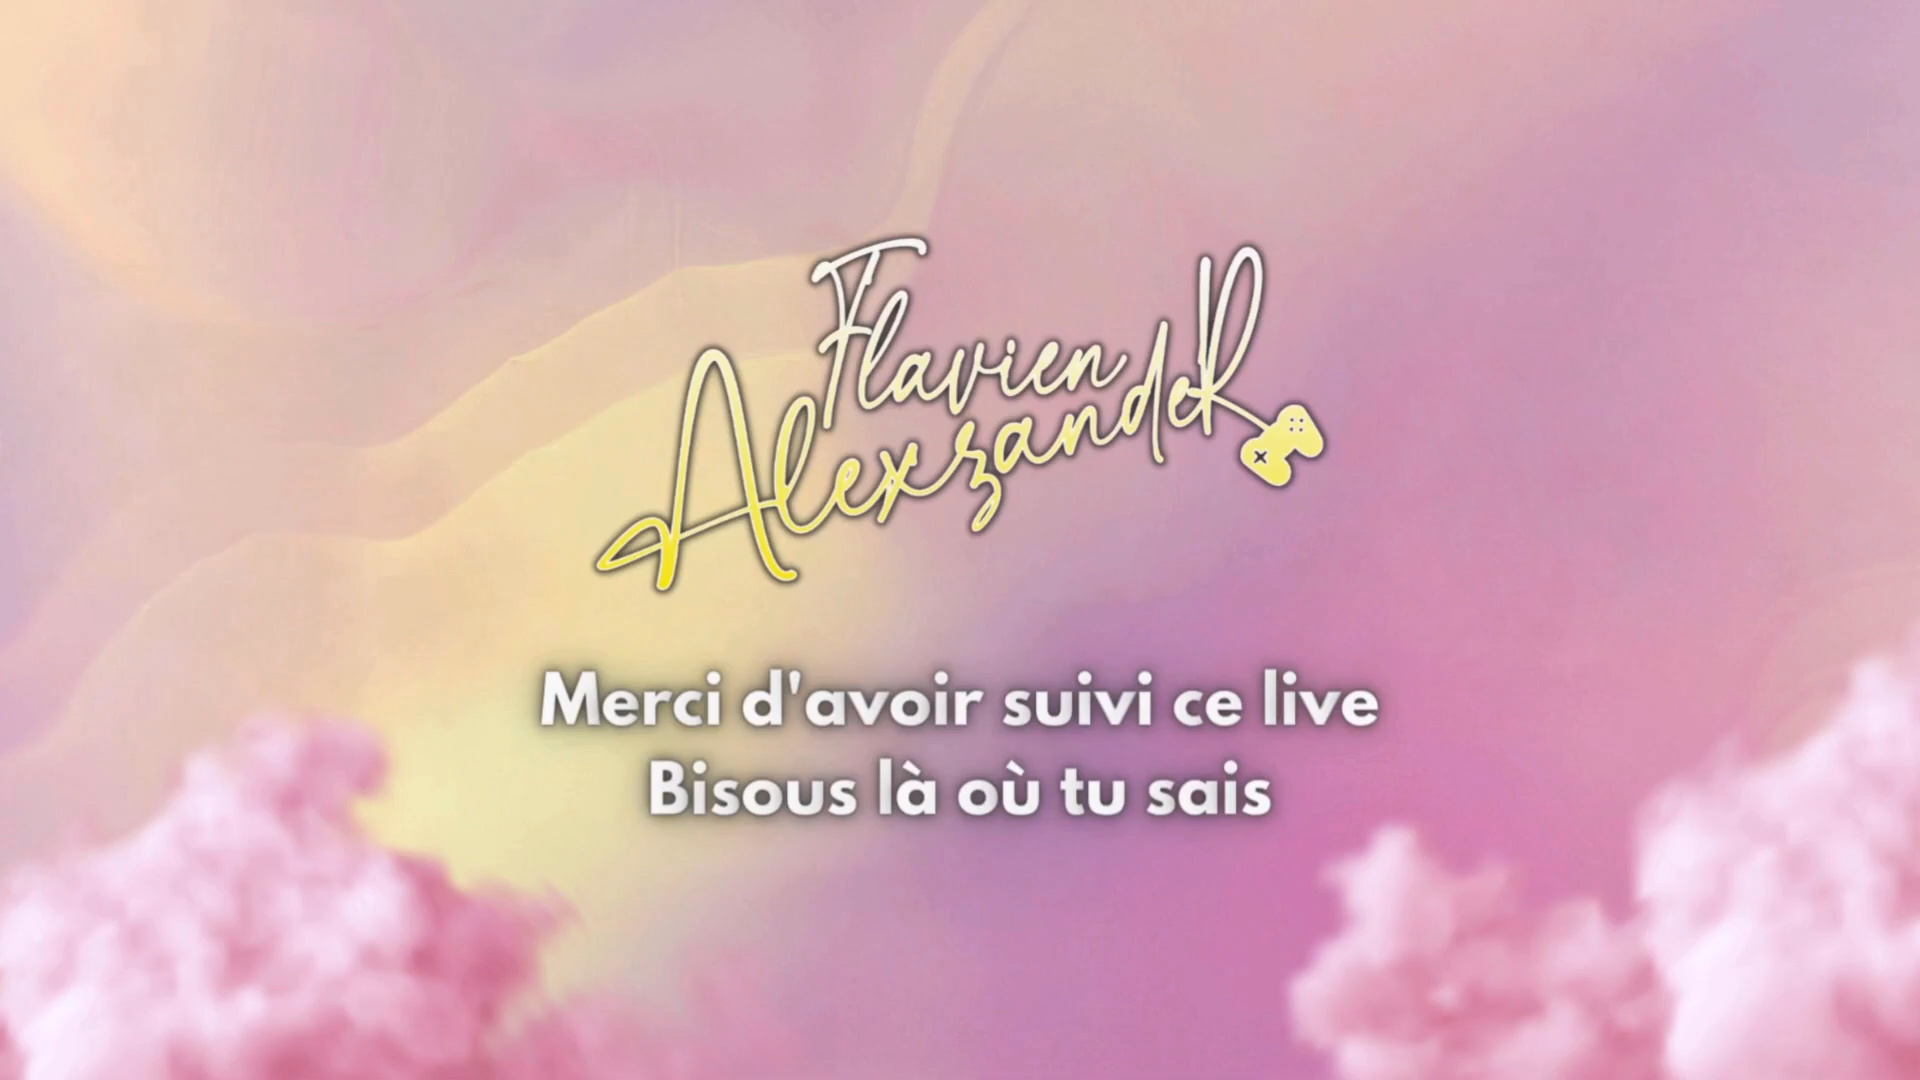 Flavien
AlexzandeR
Merci d'avoir suivi ce live
Bisous là où tu sais